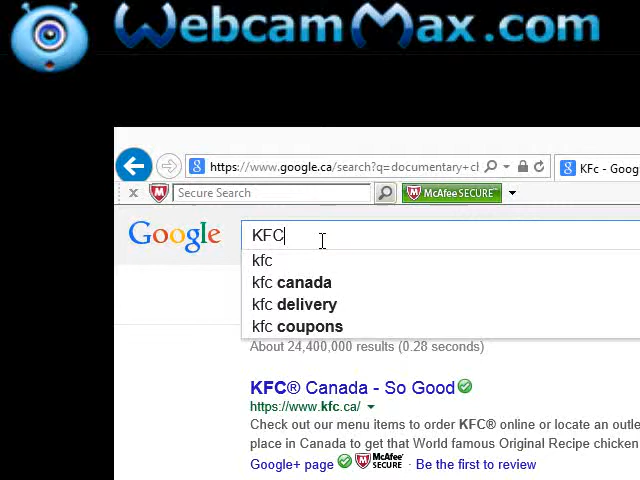 WebcamMax.com
https://www.google.ca/search?q=documentary+cl
KFc - Goog
Secure Search
McAfee SECURE™
Google
KFC
kfc
kfc canada
kfc delivery
kfc coupons
About 24,400,000 results (0.28 seconds)
KFC® Canada - So Good
https://www.kfc.ca/
Check out our menu items to order KFC® online or locate an outle
place in Canada to get that World famous Original Recipe chicken
Google+ page McAfee SECURE · Be the first to review